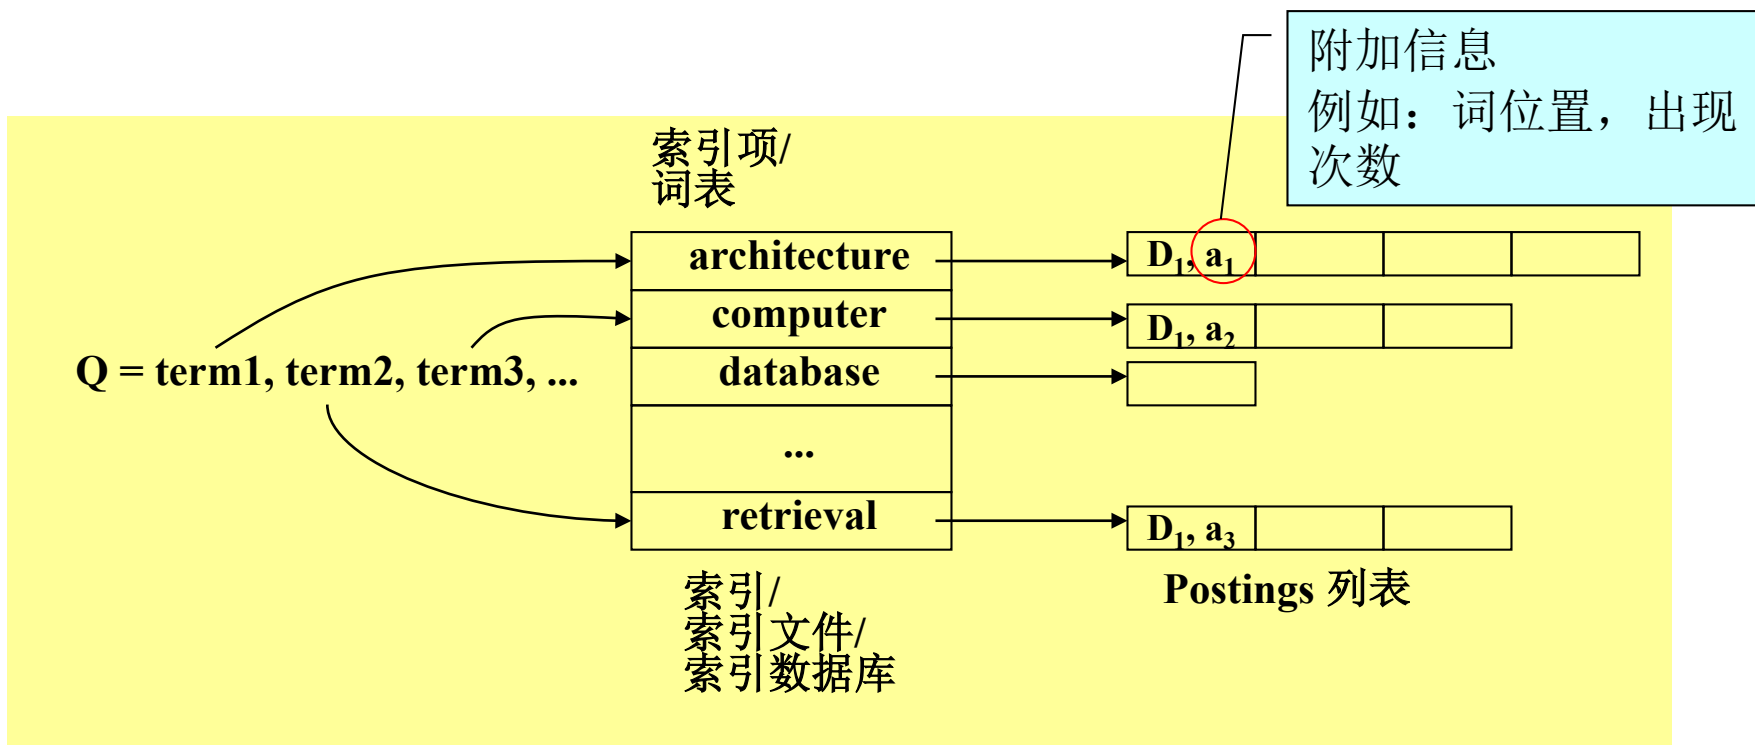 附加信息
例如：词位置，出现
次数
索引项/
词表
architecture
D₁, a₁
computer
D₁, a₂
Q = term1, term2, term3, ...
database
...
retrieval
D₁, a₃
索引/
索引文件/
索引数据库
Postings 列表